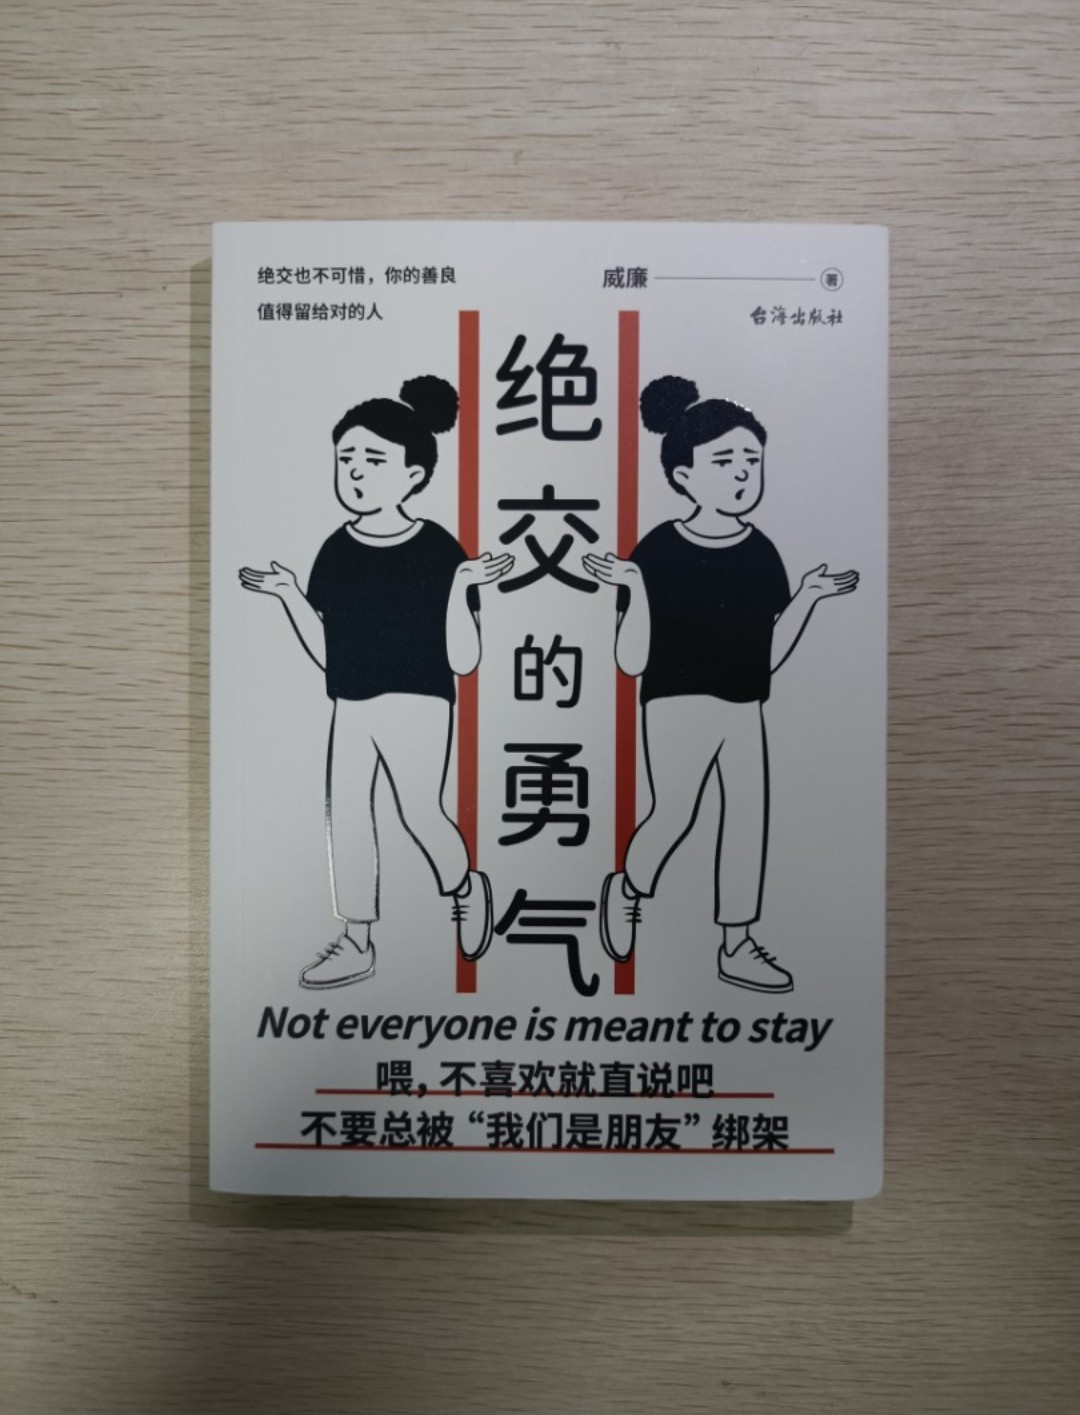 绝交也不可惜，你的善良
值得留给对的人
威廉 著
台海出版社
绝交的勇气
Not everyone is meant to stay
喂，不喜欢就直说吧
不要总被“我们是朋友”绑架